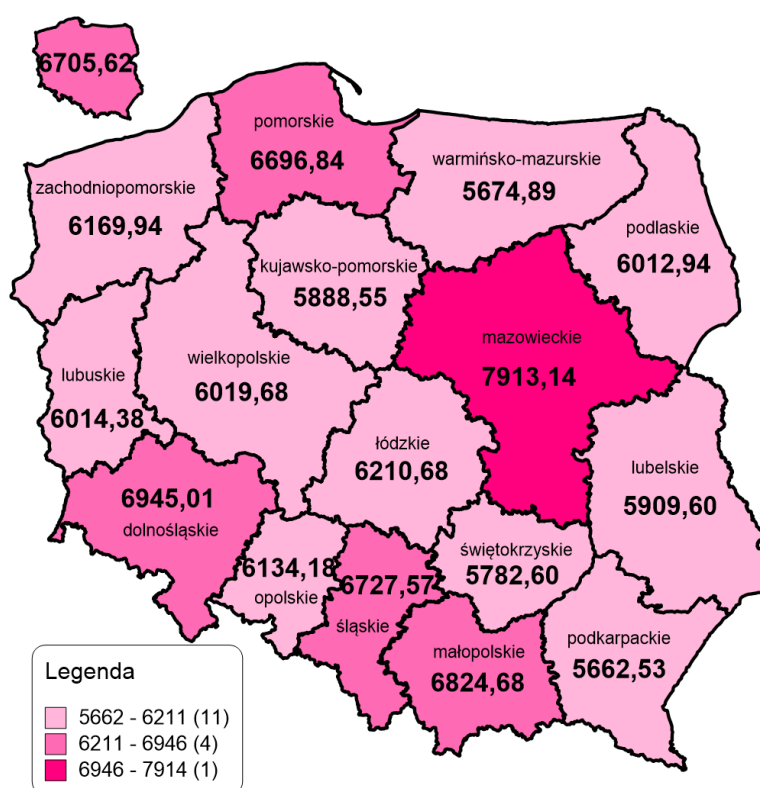 6705,62
pomorskie
6696,84
warmińsko-mazurskie
5674,89
zachodniopomorskie
6169,94
podlaskie
6012,94
kujawsko-pomorskie
5888,55
mazowieckie
7913,14
wielkopolskie
6019,68
lubuskie
6014,38
łódzkie
6210,68
lubelskie
5909,60
6945,01
dolnośląskie
świętokrzyskie
5782,60
6134,18
opolskie
6727,57
śląskie
małopolskie
6824,68
podkarpackie
5662,53
Legenda
5662 - 6211 (11)
6211 - 6946 (4)
6946 - 7914 (1)